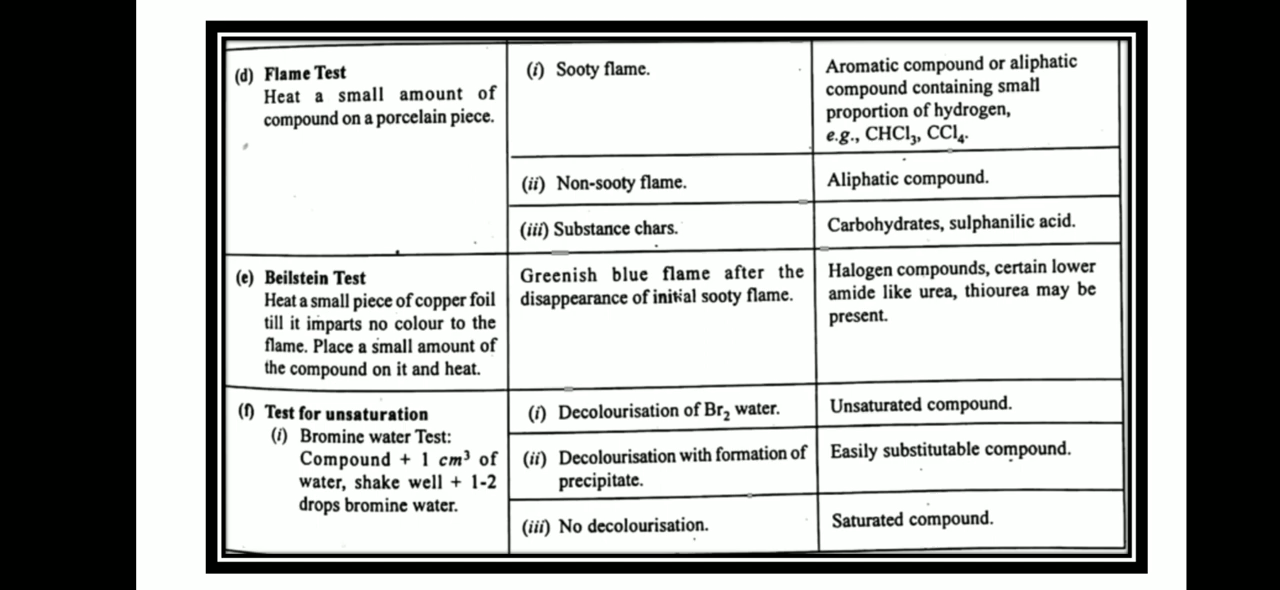 (d) Flame Test
Heat a small amount of
compound on a porcelain piece.
(i) Sooty flame.
Aromatic compound or aliphatic
compound containing small
proportion of hydrogen,
e.g., CHCl₃, CCl₄.
(ii) Non-sooty flame.
Aliphatic compound.
(iii) Substance chars.
Carbohydrates, sulphanilic acid.
(e) Beilstein Test
Heat a small piece of copper foil
till it imparts no colour to the
flame. Place a small amount of
the compound on it and heat.
Greenish blue flame after the
disappearance of initial sooty flame.
Halogen compounds, certain lower
amide like urea, thiourea may be
present.
(f) Test for unsaturation
(i) Bromine water Test:
Compound + 1 cm³ of
water, shake well + 1-2
drops bromine water.
(i) Decolourisation of Br₂ water.
Unsaturated compound.
(ii) Decolourisation with formation of
precipitate.
Easily substitutable compound.
(iii) No decolourisation.
Saturated compound.